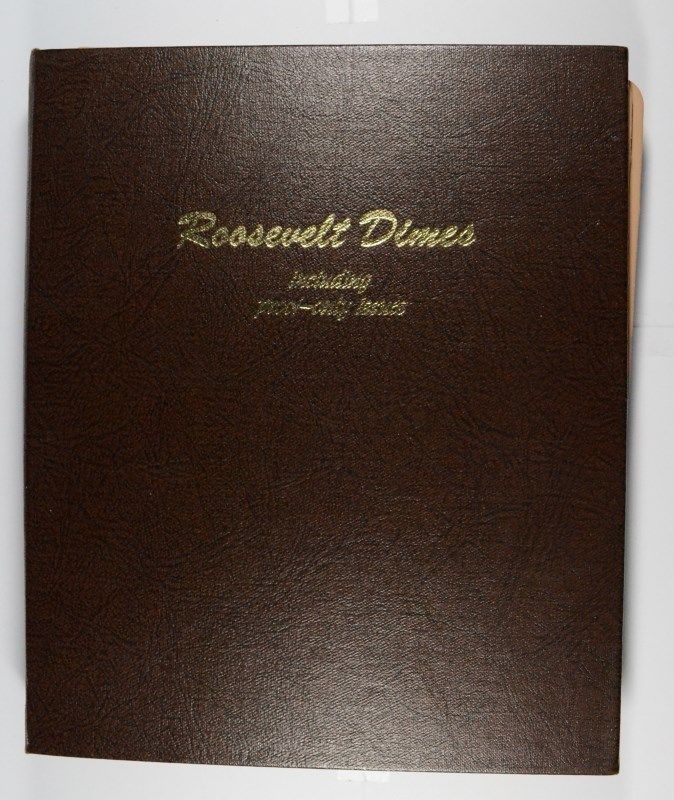 Roosevelt Dimes
including
proof-only issues